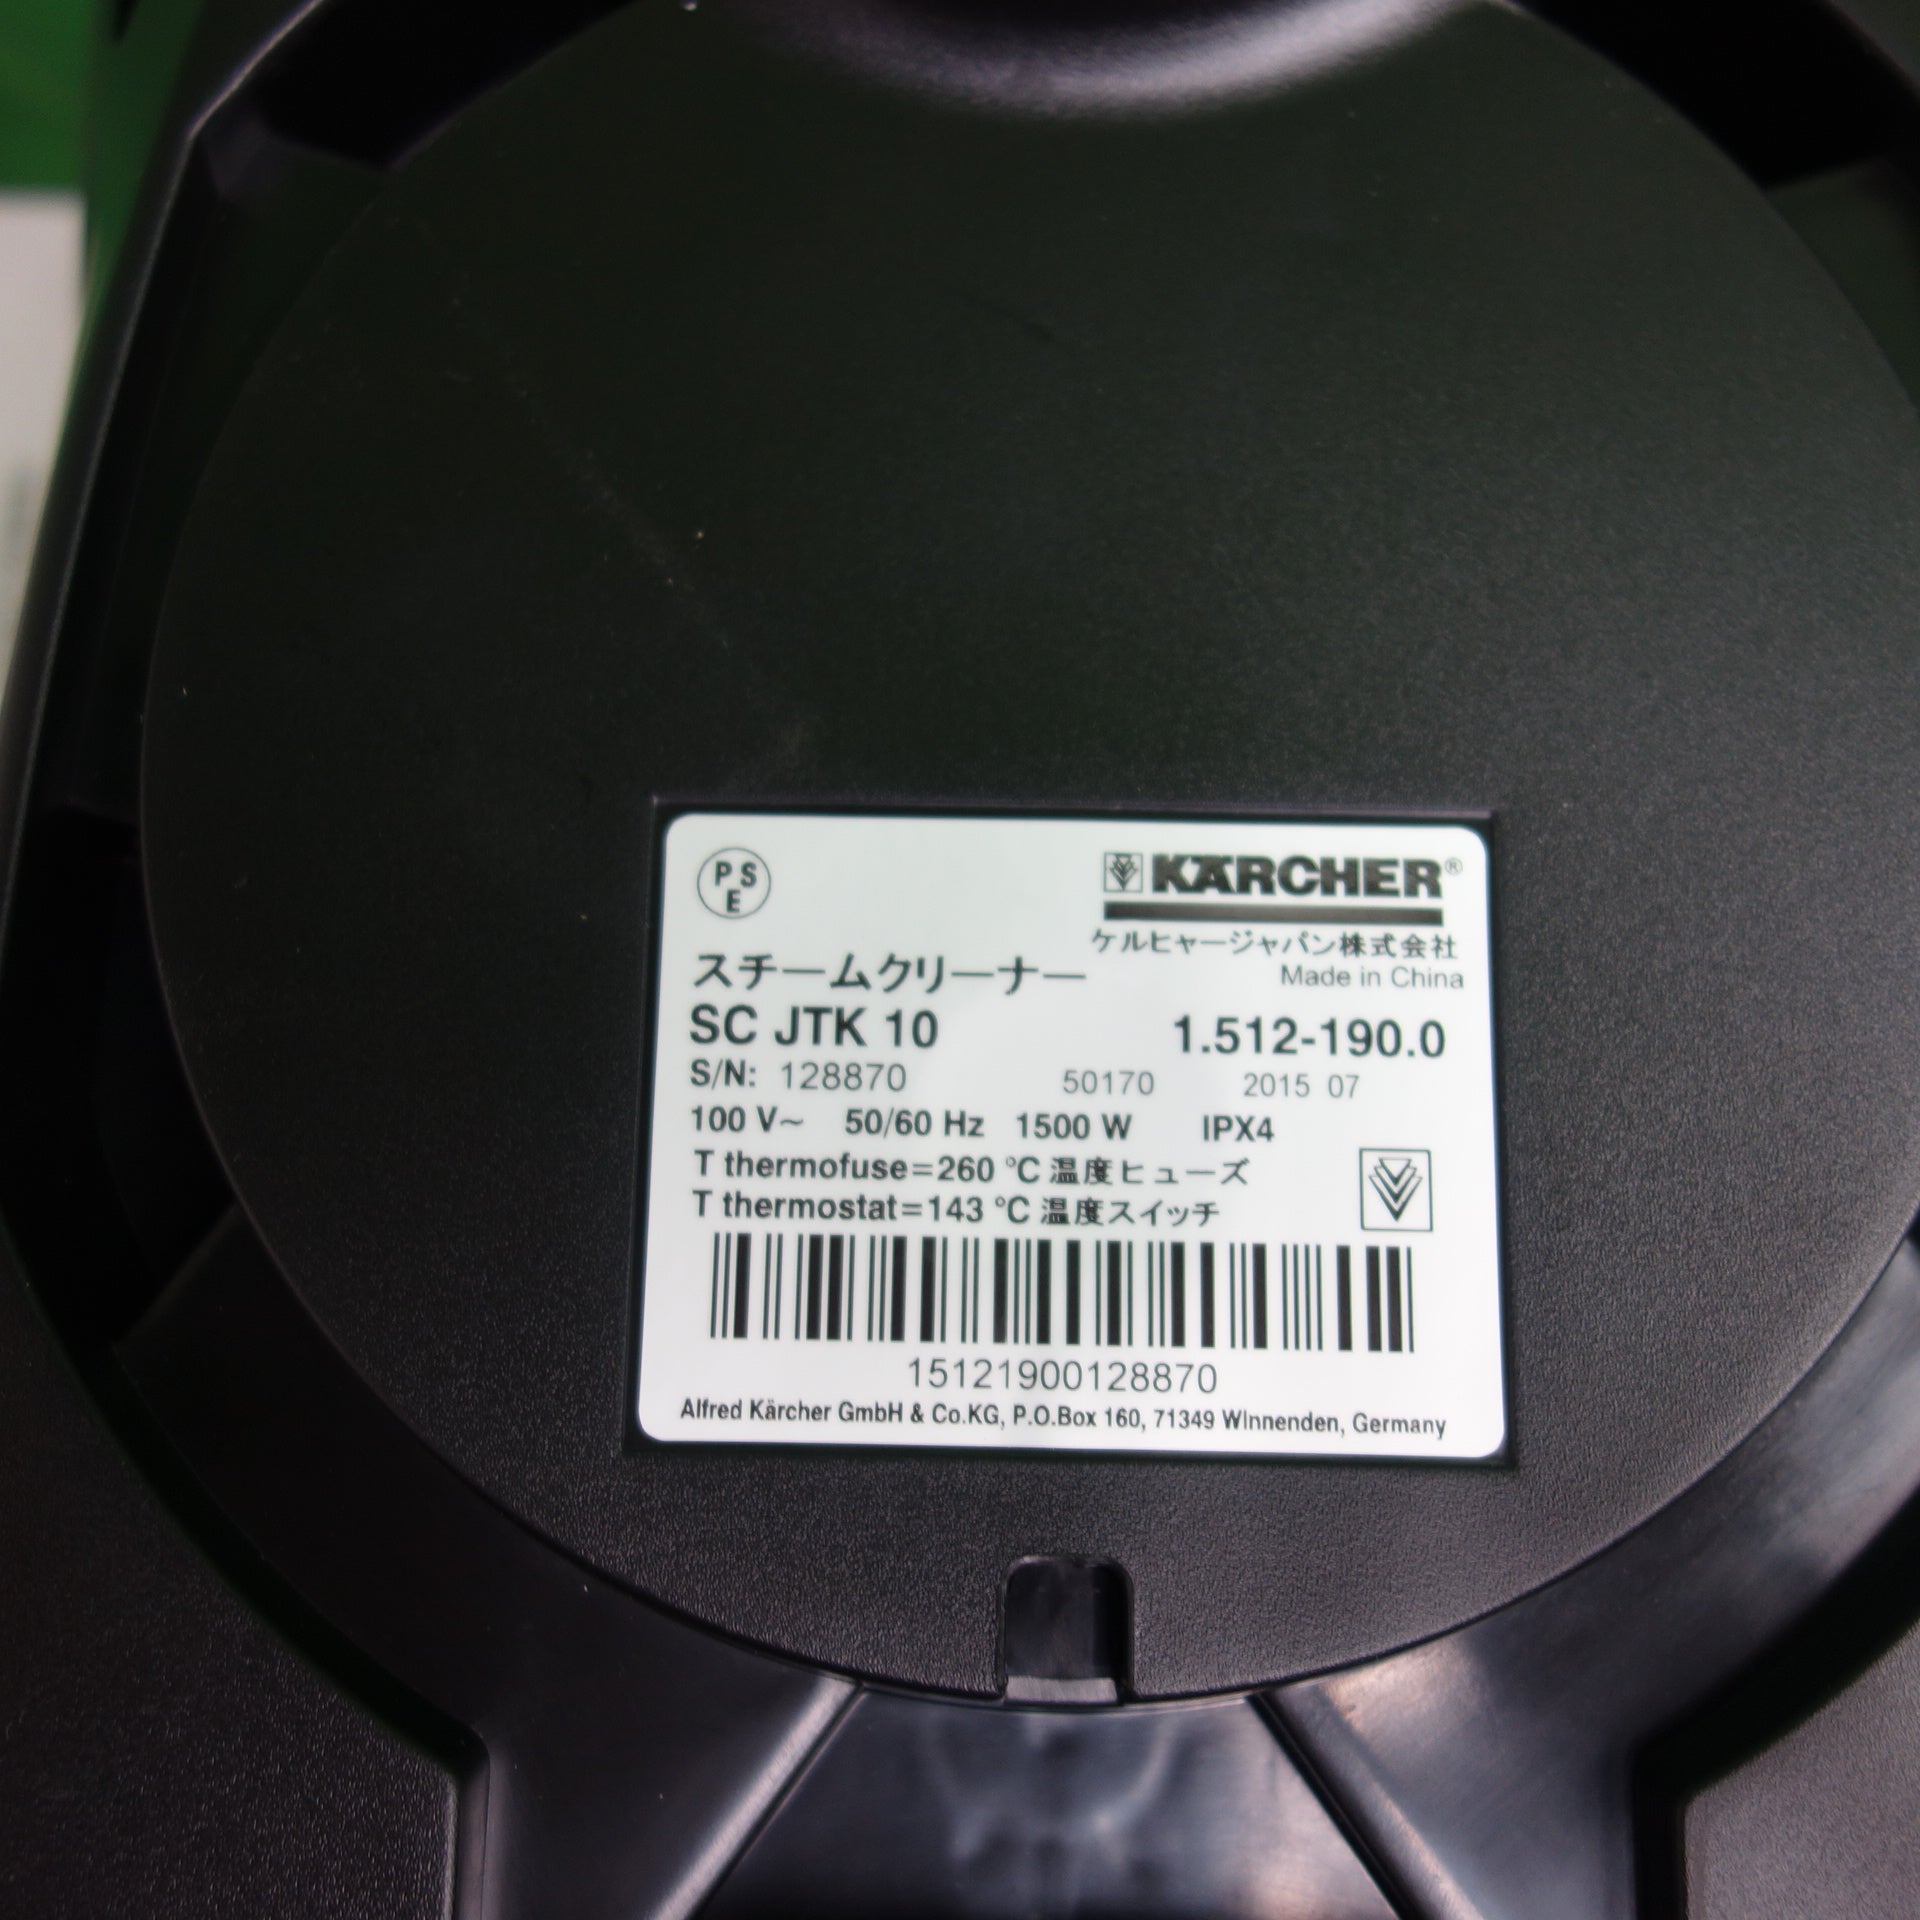 PSE
KÄRCHER®
ケルヒャージャパン株式会社
Made in China
スチームクリーナー
SC JTK 10 1.512-190.0
S/N: 128870 50170 2015 07
100 V~ 50/60 Hz 1500 W IPX4
T thermofuse=260 °C 温度ヒューズ
T thermostat=143 °C 温度スイッチ
15121900128870
Alfred Kärcher GmbH & Co.KG, P.O.Box 160, 71349 Winnenden, Germany